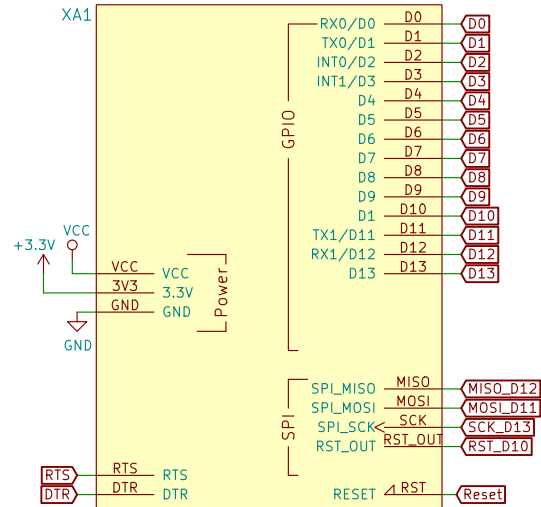 XA1
RX0/D0 D0 D0
TX0/D1 D1 D1
INT0/D2 D2 D2
INT1/D3 D3 D3
D4 D4 D4
GPIO
D5 D5 D5
D6 D6 D6
D7 D7 D7
D8 D8 D8
D9 D9 D9
D1 D10 D10
TX1/D11 D11 D11
RX1/D12 D12 D12
D13 D13 D13
VCC
+3.3V
VCC VCC
3V3 3.3V
GND GND
Power
GND
SPI_MISO MISO MISO_D12
SPI_MOSI MOSI MOSI_D11
SPI
SPI_SCK SCK SCK_D13
RST_OUT RST_OUT RST_D10
RTS RTS RTS
DTR DTR DTR
RESET RST Reset